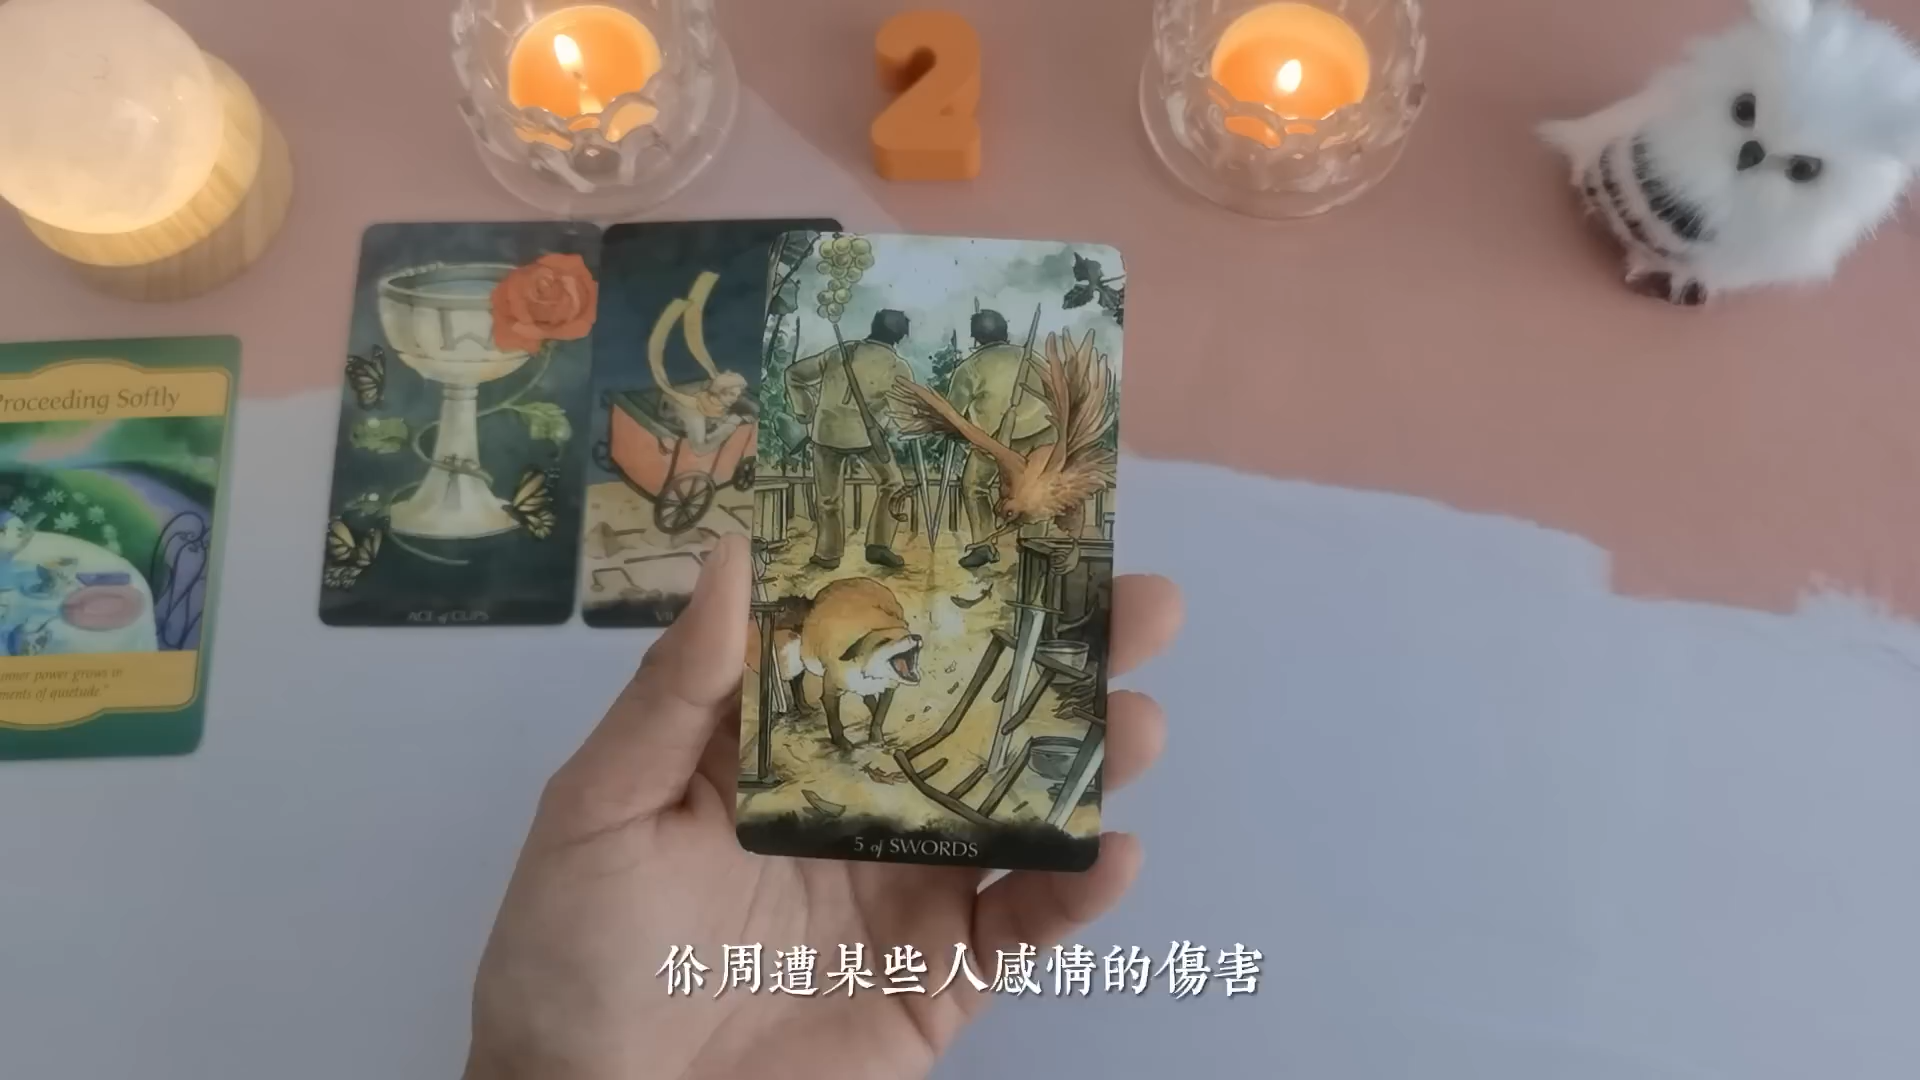 2
Proceeding Softly
inner power grows in
ments of quietude."
ACE of CUPS
VII
5 of SWORDS
你周遭某些人感情的傷害